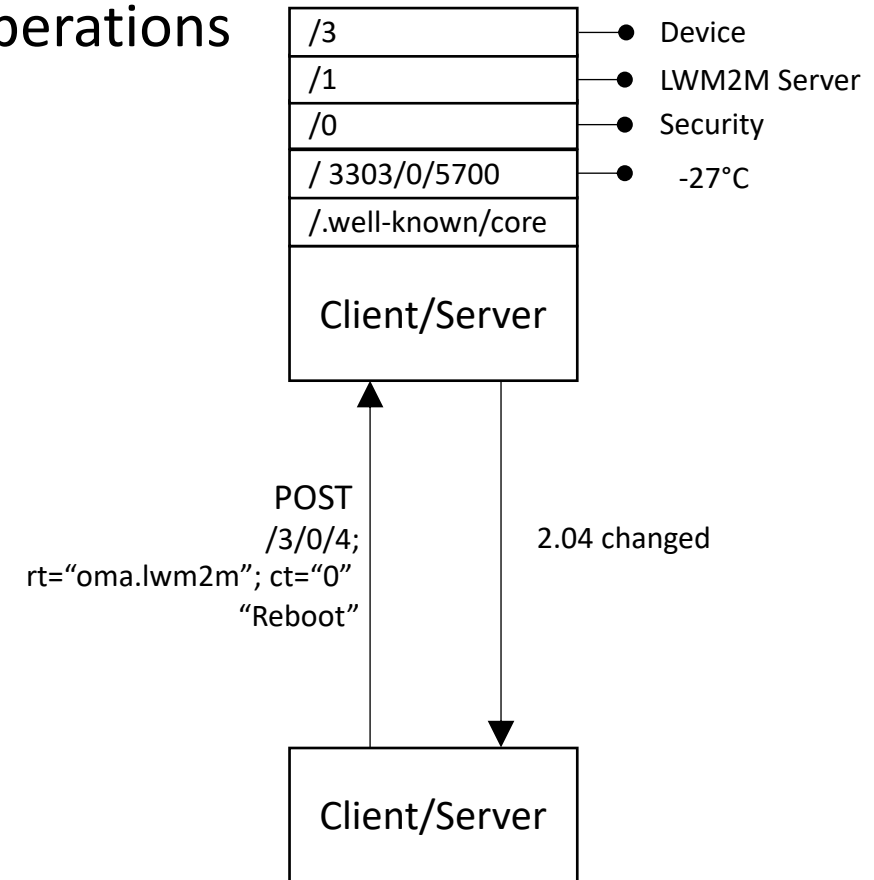 perations
/3
Device
/1
LWM2M Server
/0
Security
/ 3303/0/5700
-27°C
/.well-known/core
Client/Server
POST
/3/0/4;
2.04 changed
rt=“oma.lwm2m”; ct=“0”
“Reboot”
Client/Server